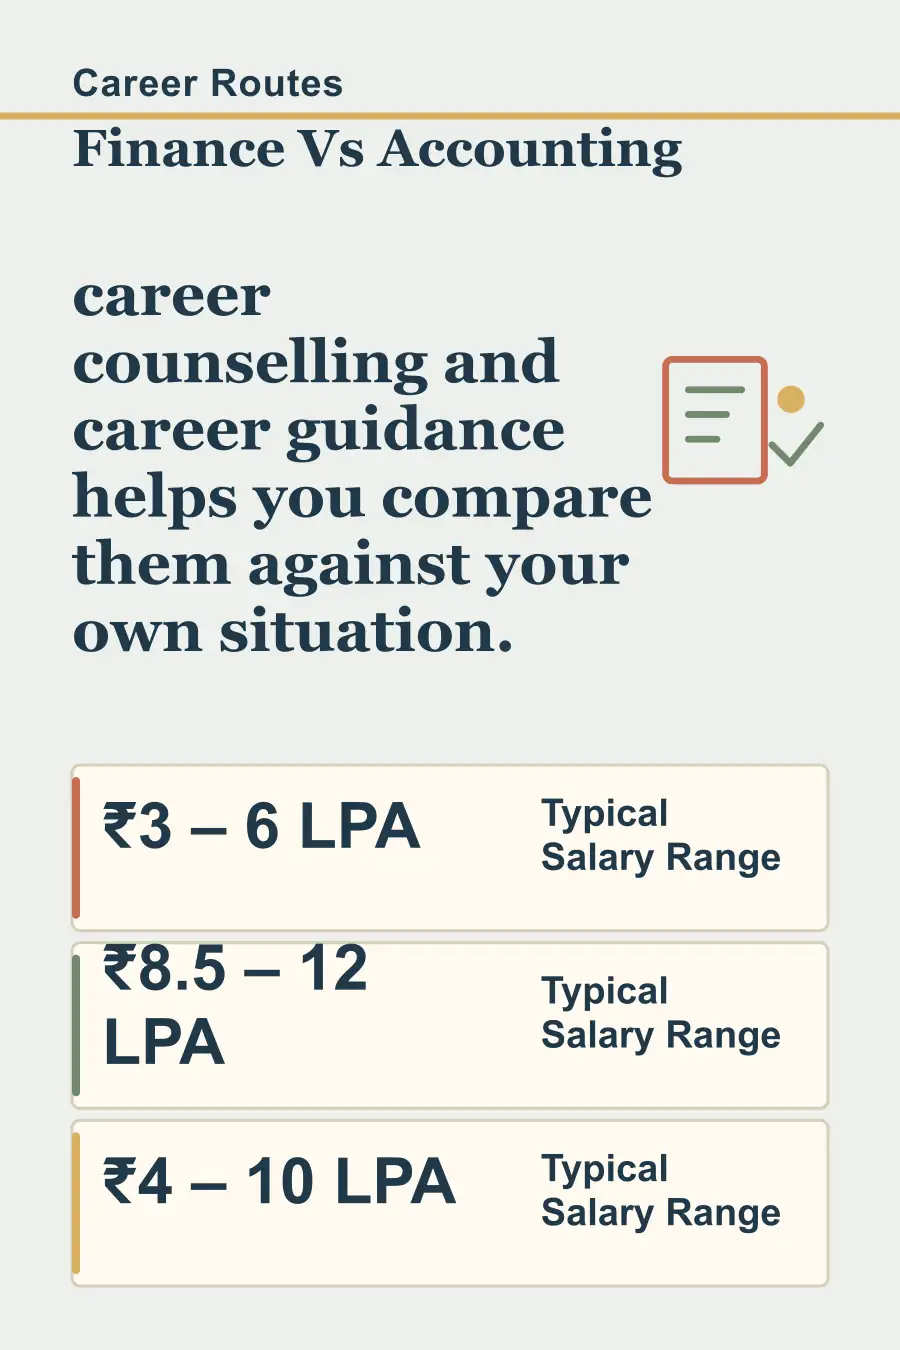 Career Routes
Finance Vs Accounting
career
counselling and
career guidance
helps you compare
them against your
own situation.
₹3 – 6 LPA
Typical
Salary Range
₹8.5 – 12
LPA
Typical
Salary Range
₹4 – 10 LPA
Typical
Salary Range